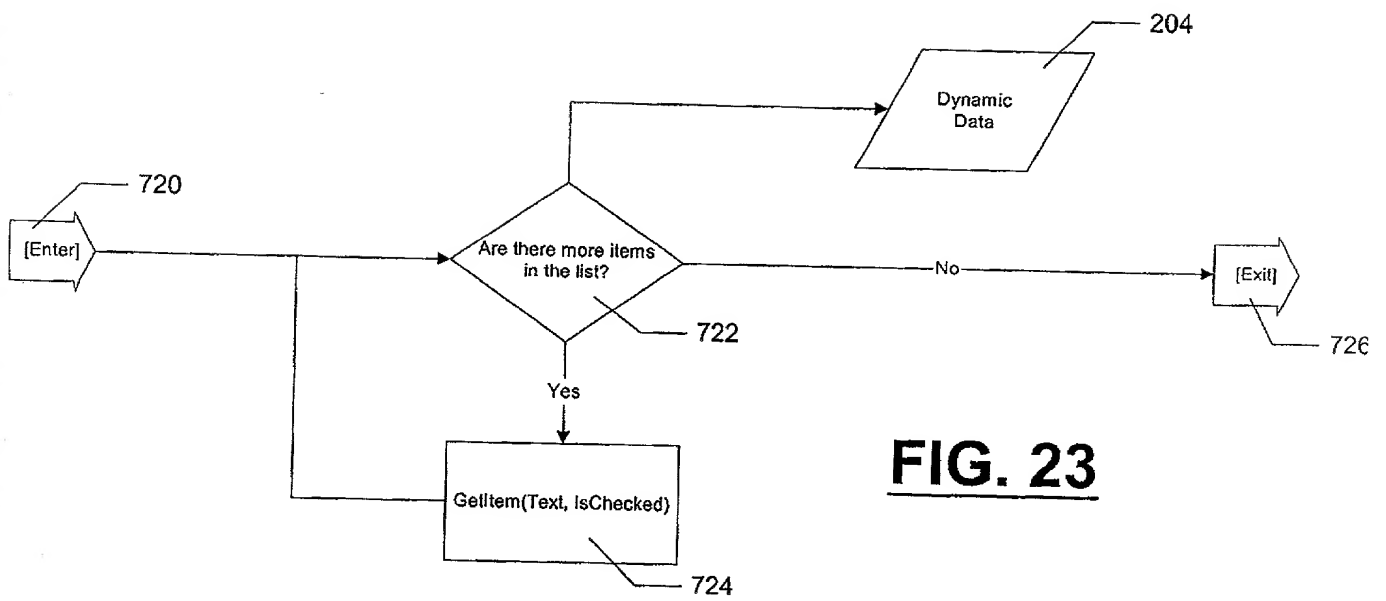 204
Dynamic
Data
720
[Enter]
Are there more items
in the list?
No
[Exit]
722
726
Yes
FIG. 23
GetItem(Text, IsChecked)
724